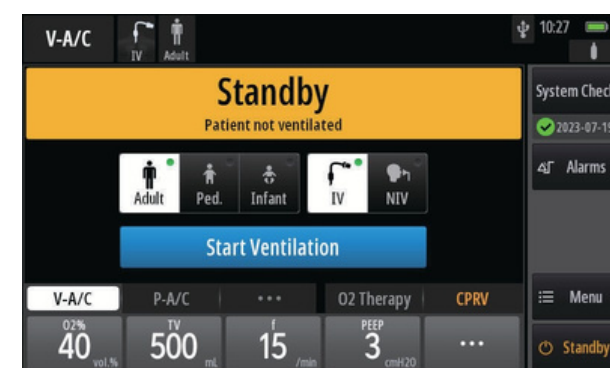 V-A/C
IV
Adult
10:27
Standby
Patient not ventilated
System Check
2023-07-19
Alarms
Adult Ped. Infant IV NIV
Start Ventilation
V-A/C P-A/C ... O2 Therapy CPRV
Menu
O2% TV f PEEP
40 vol.% 500 mL 15 /min 3 cmH2O ...
Standby